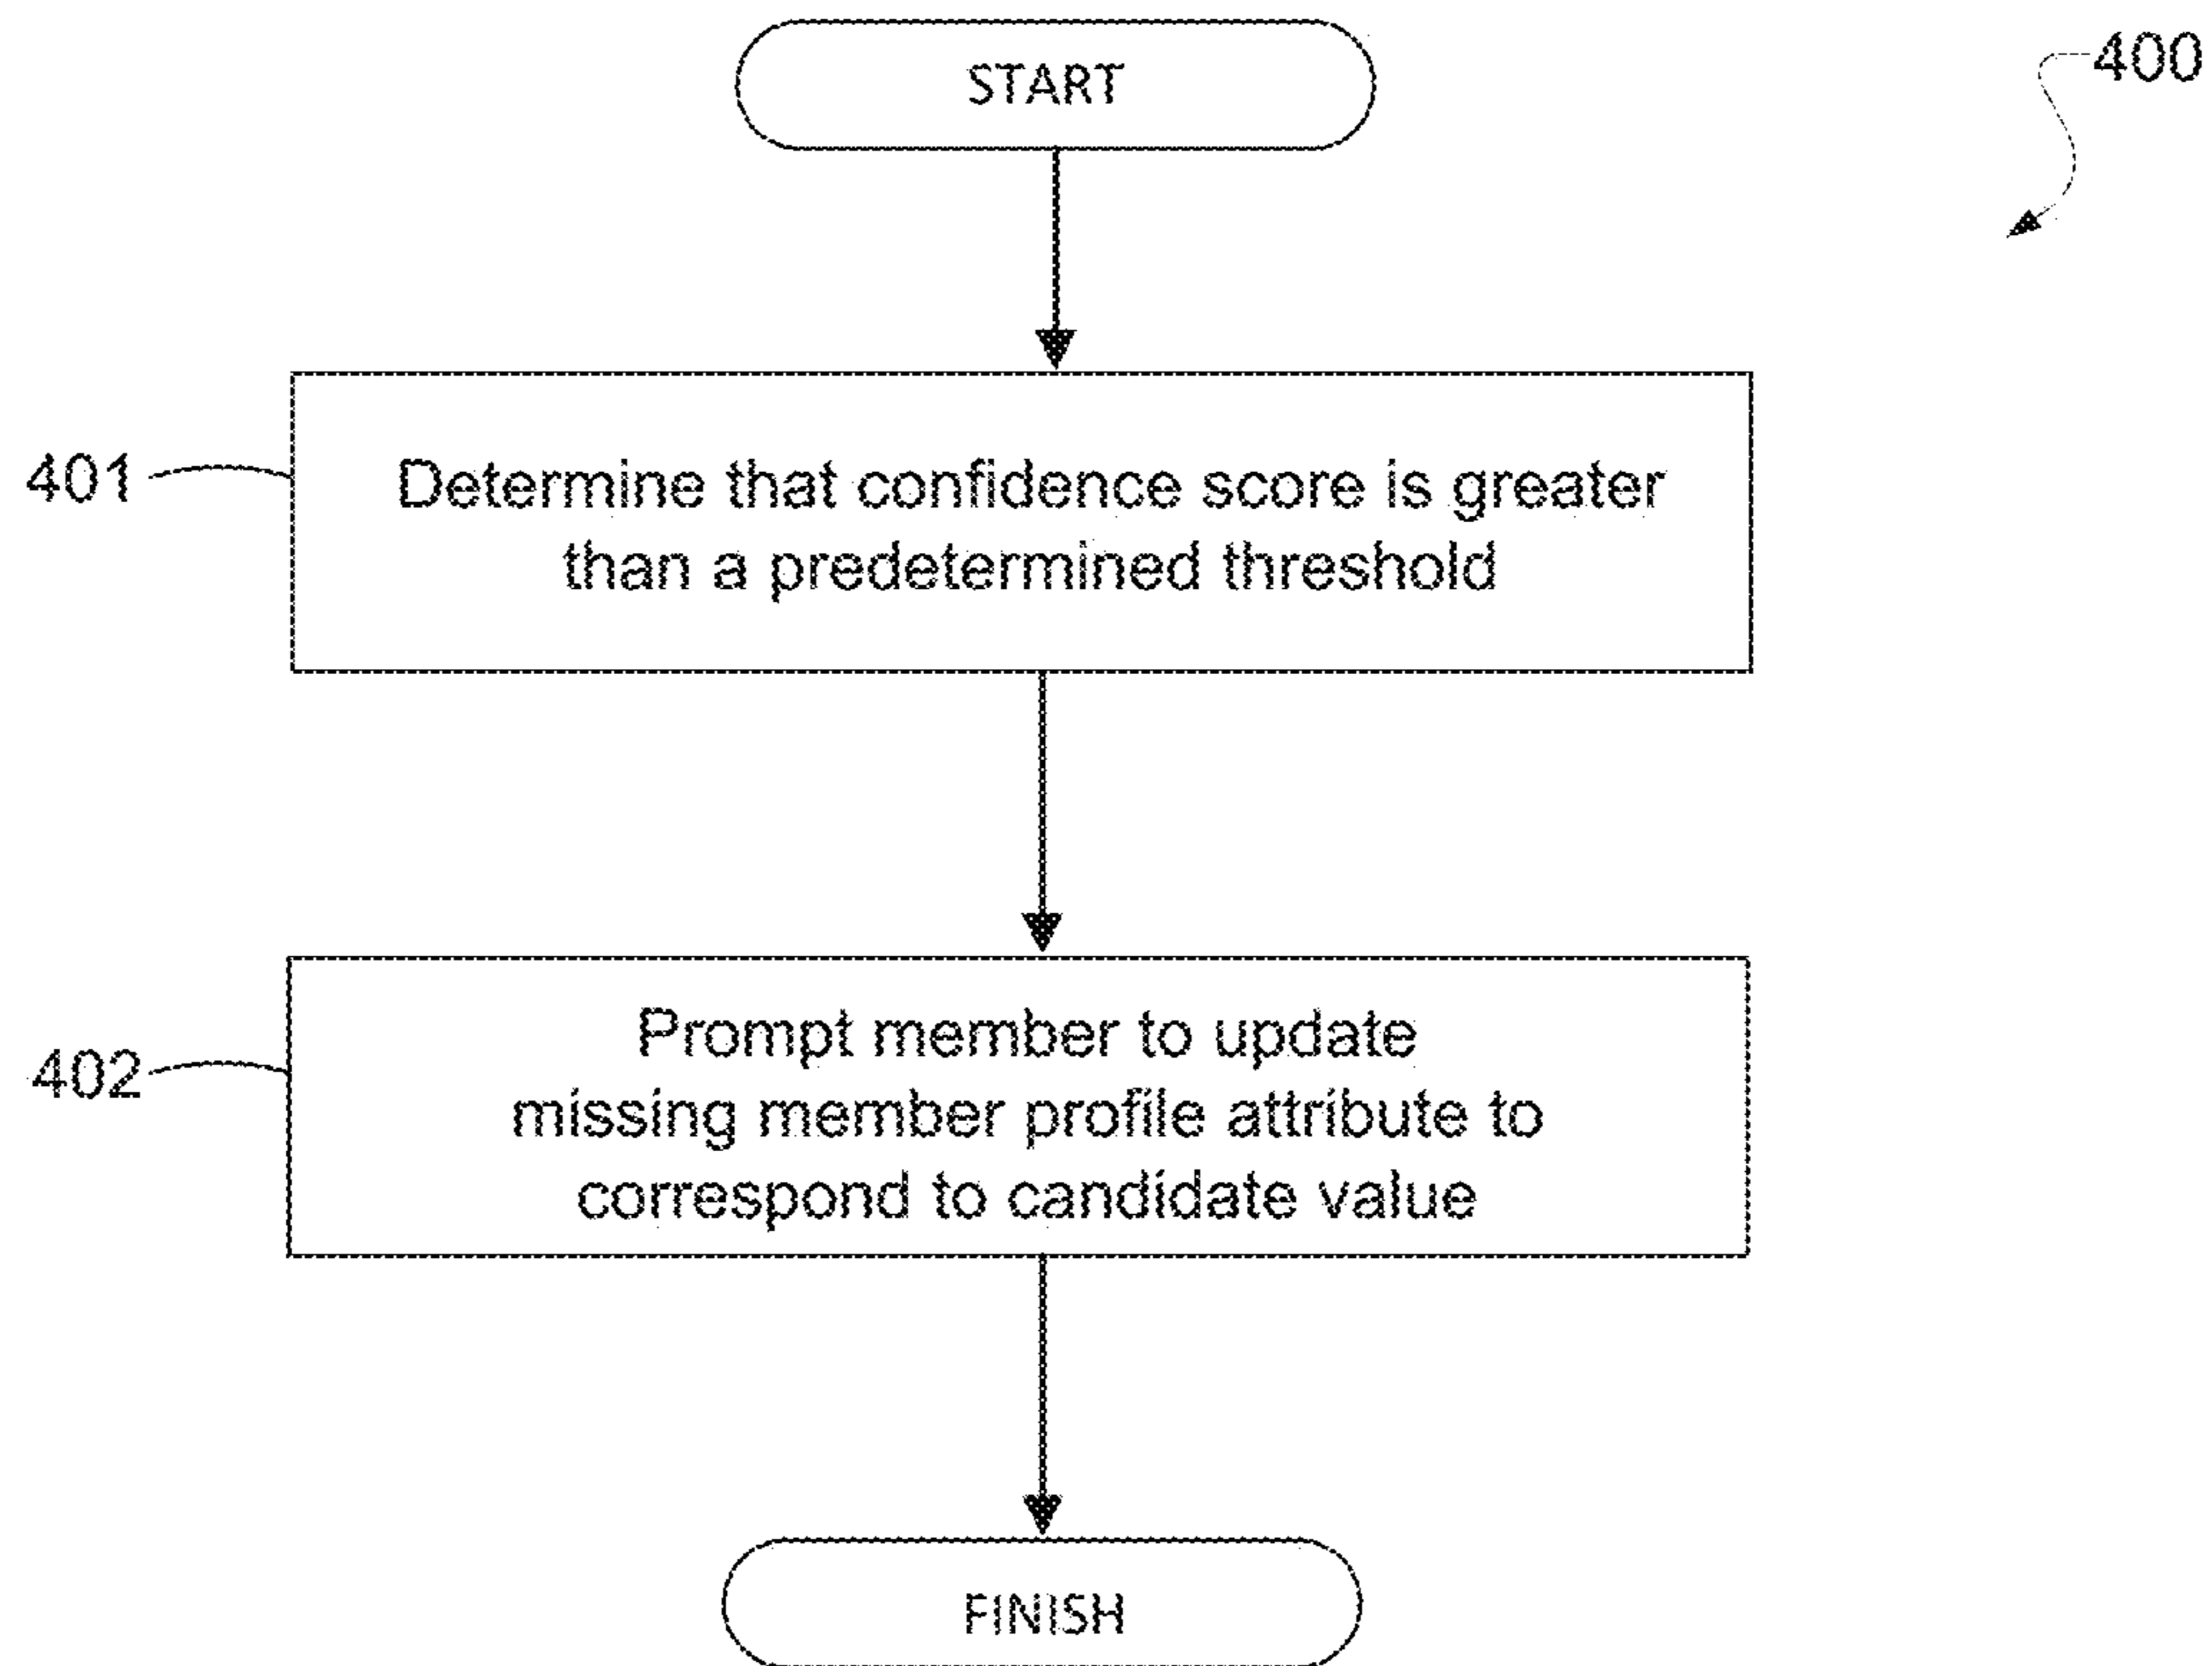 START
400
401
Determine that confidence score is greater
than a predetermined threshold
402
Prompt member to update
missing member profile attribute to
correspond to candidate value
FINISH